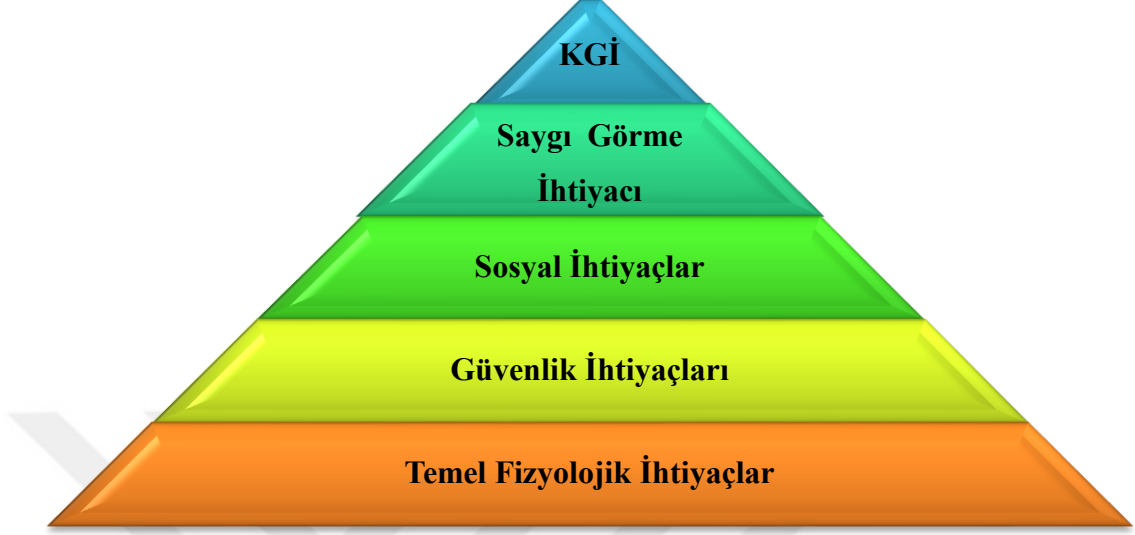 KGİ
Saygı Görme
İhtiyacı
Sosyal İhtiyaçlar
Güvenlik İhtiyaçları
Temel Fizyolojik İhtiyaçlar